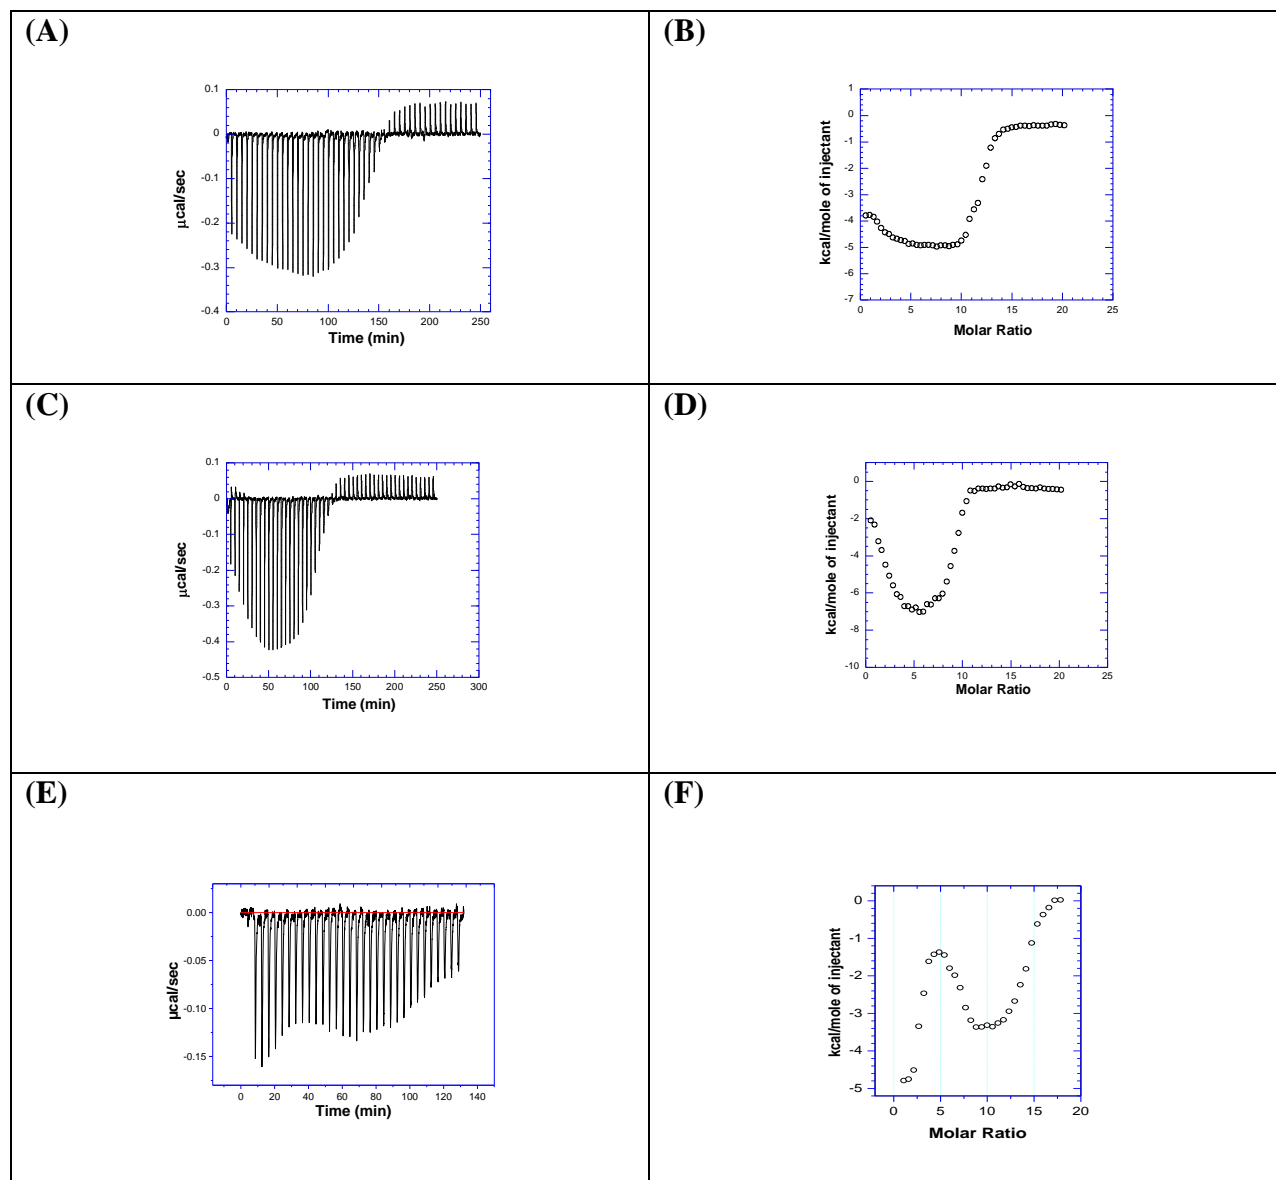 (A)
0.1
0
-0.1
-0.2
-0.3
-0.4
μcal/sec
0 50 100 150 200 250
Time (min)
(B)
1
0
-1
-2
-3
-4
-5
-6
-7
kcal/mole of injectant
0 5 10 15 20 25
Molar Ratio
(C)
0.1
0
-0.1
-0.2
-0.3
-0.4
-0.5
μcal/sec
0 50 100 150 200 250 300
Time (min)
(D)
0
-2
-4
-6
-8
-10
kcal/mole of injectant
0 5 10 15 20 25
Molar Ratio
(E)
0.00
-0.05
-0.10
-0.15
μcal/sec
0 20 40 60 80 100 120 140
Time (min)
(F)
0
-1
-2
-3
-4
-5
kcal/mole of injectant
0 5 10 15 20
Molar Ratio